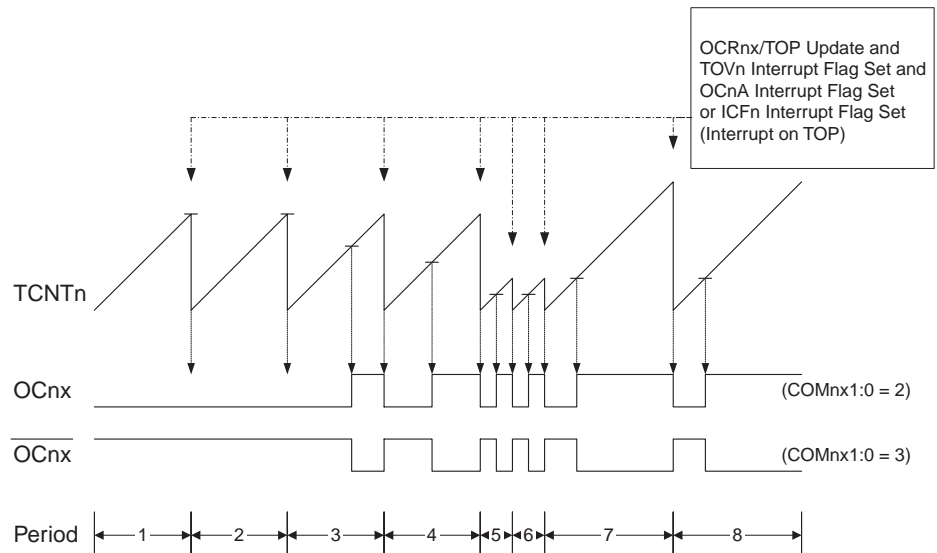 OCRnx/TOP Update and
TOVn Interrupt Flag Set and
OCnA Interrupt Flag Set
or ICFn Interrupt Flag Set
(Interrupt on TOP)
TCNTn
OCnx
(COMnx1:0 = 2)
OCnx
(COMnx1:0 = 3)
Period 1 2 3 4 5 6 7 8